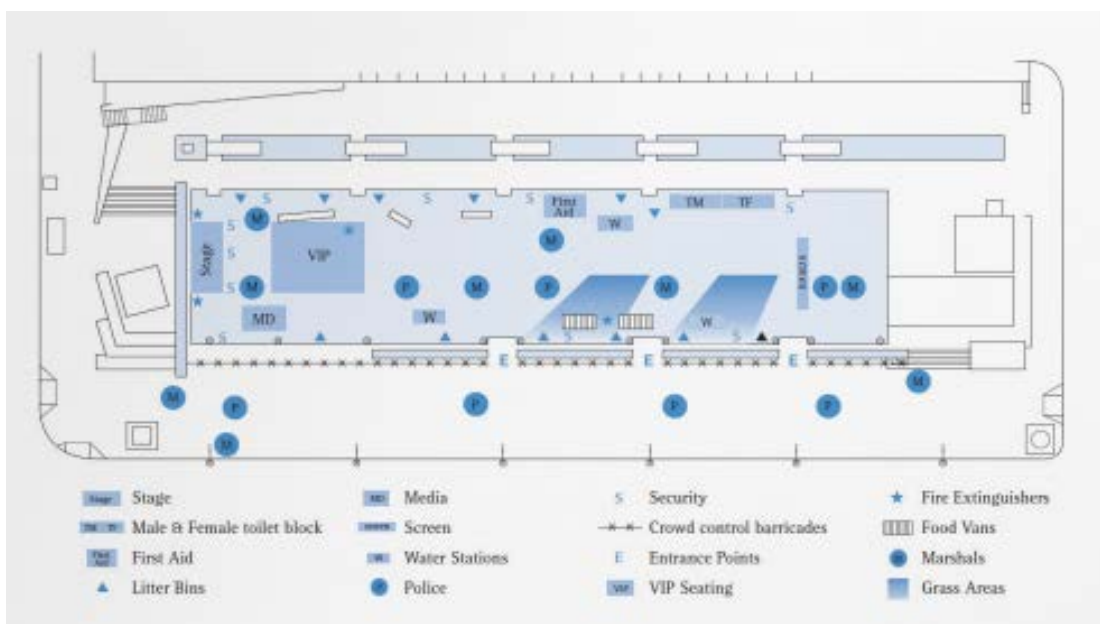 S
S
S
First
Aid
TM
TF
S
M
S
W
Stage
S
VIP
M
S
M
P
M
P
M
P
M
MD
W
W
S
S
S
E
E
E
M
M
P
P
P
P
M
Stage
Stage
MD
Media
S
Security
Fire Extinguishers
TM TF
Male & Female toilet block
Screen
Crowd control barricades
Food Vans
First
Aid
First Aid
W
Water Stations
E
Entrance Points
M
Marshals
Litter Bins
P
Police
VIP
VIP Seating
Grass Areas